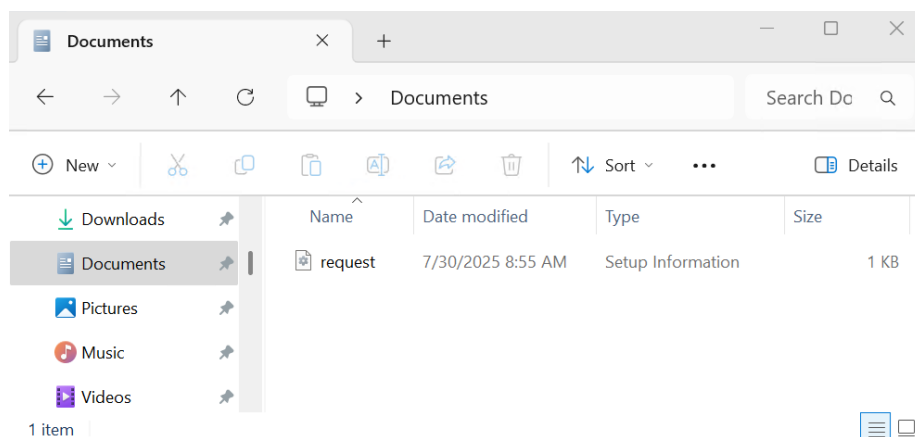 Documents
Documents
Search Do
New
Sort
Details
Downloads
Documents
Pictures
Music
Videos
Name Date modified Type Size
request 7/30/2025 8:55 AM Setup Information 1 KB
1 item